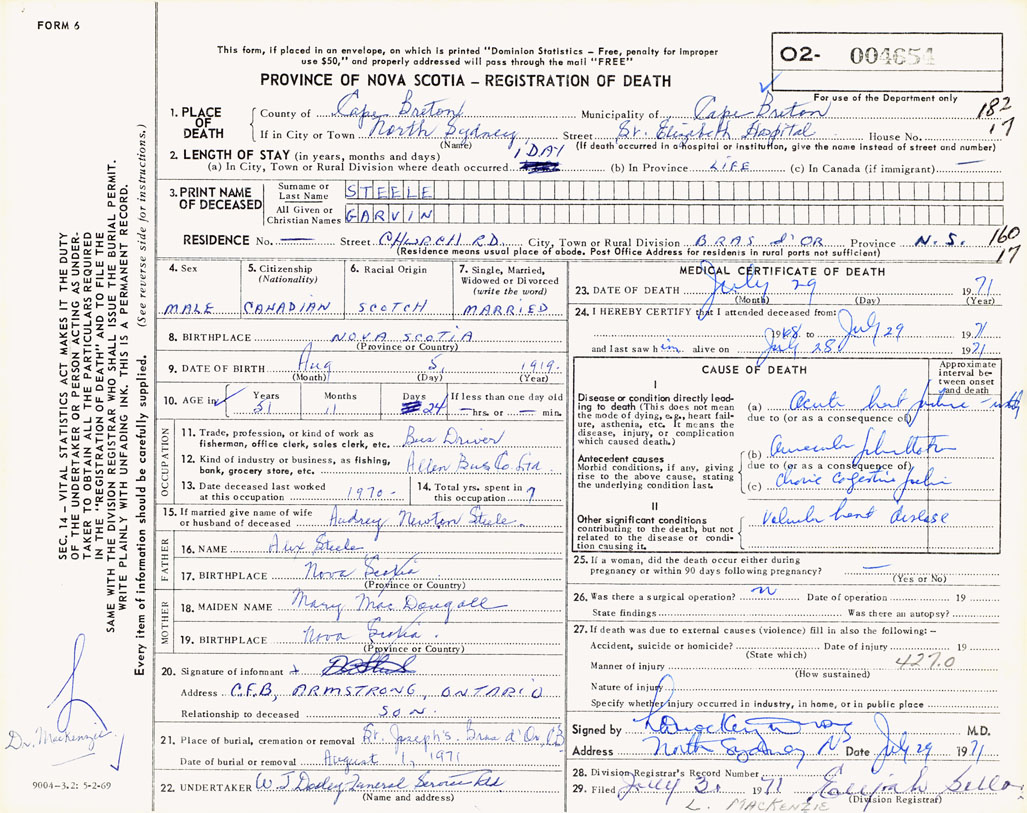 FORM 6
This form, if placed in an envelope, on which is printed "Dominion Statistics – Free, penalty for improper
use $50," and properly addressed will pass through the mail "FREE"
PROVINCE OF NOVA SCOTIA – REGISTRATION OF DEATH
O2- 004654
For use of the Department only
1. PLACE OF DEATH
County of Cape Breton Municipality of Cape Breton 182
If in City or Town North Sydney Street St. Elizabeth Hospital House No. 17
(Name) (If death occurred in a hospital or institution, give the name instead of street and number)
2. LENGTH OF STAY (in years, months and days)
(a) In City, Town or Rural Division where death occurred 1 DAY (b) In Province LIFE (c) In Canada (if immigrant) —
3. PRINT NAME OF DECEASED
Surname or Last Name STEELE
All Given or Christian Names GARVIN
RESIDENCE No. — Street CHURCH RD. City, Town or Rural Division BRAS d'OR Province N.S. 160
(Residence means usual place of abode. Post Office Address for residents in rural parts not sufficient) 17
4. Sex
MALE
5. Citizenship (Nationality)
CANADIAN
6. Racial Origin
SCOTCH
7. Single, Married, Widowed or Divorced (write the word)
MARRIED
8. BIRTHPLACE NOVA SCOTIA
(Province or Country)
9. DATE OF BIRTH Aug 5, 1919.
(Month) (Day) (Year)
10. AGE in Years Months Days If less than one day old
51 11 24 — hrs. or — min.
OCCUPATION
11. Trade, profession, or kind of work as
fisherman, office clerk, sales clerk, etc. Bus Driver
12. Kind of industry or business, as fishing,
bank, grocery store, etc. Allen Bus Co. Ltd
13. Date deceased last worked
at this occupation 1970-
14. Total yrs. spent in
this occupation 7
15. If married give name of wife
or husband of deceased Audrey Newton Steele.
FATHER
16. NAME Alex Steele
17. BIRTHPLACE Nova Scotia
(Province or Country)
MOTHER
18. MAIDEN NAME Mary Mac Dougall
19. BIRTHPLACE Nova Scotia.
(Province or Country)
20. Signature of informant
Address C.F.B, ARMSTRONG, ONTARIO
Relationship to deceased SON.
21. Place of burial, cremation or removal St. Joseph's. Bras d'Or, C.B
Date of burial or removal August 1, 1971
22. UNDERTAKER W J Dooley Funeral Service Ltd
(Name and address)
MEDICAL CERTIFICATE OF DEATH
23. DATE OF DEATH July 29 1971
(Month) (Day) (Year)
24. I HEREBY CERTIFY that I attended deceased from:
1968 to July 29 1971
and last saw him alive on July 28 1971
CAUSE OF DEATH
Approximate interval between onset and death
I
Disease or condition directly lead-
ing to death (This does not mean
the mode of dying, e.g., heart fail-
ure, asthenia, etc. It means the
disease, injury, or complication
which caused death.)
(a) Acute heart failure
due to (or as a consequence of)
Antecedent causes
Morbid conditions, if any, giving
rise to the above cause, stating
the underlying condition last.
(b)
due to (or as a consequence of)
(c)
II
Other significant conditions
contributing to the death, but not
related to the disease or condi-
tion causing it.
Valvular heart disease
25. If a woman, did the death occur either during
pregnancy or within 90 days following pregnancy? —
(Yes or No)
26. Was there a surgical operation? n Date of operation 19
State findings Was there an autopsy?
27. If death was due to external causes (violence) fill in also the following: –
Accident, suicide or homicide? Date of injury 19
(State which)
Manner of injury 427.0
(How sustained)
Nature of injury
Specify whether injury occurred in industry, in home, or in public place
Signed by M.D.
Address North Sydney NS Date July 29 1971
28. Division Registrar's Record Number
29. Filed July 31 1971
(Division Registrar)
L. MACKENZIE
SEC. 14 – VITAL STATISTICS ACT MAKES IT THE DUTY
OF THE UNDERTAKER OR PERSON ACTING AS UNDER-
TAKER TO OBTAIN ALL THE PARTICULARS REQUIRED
IN THE "REGISTRATION OF DEATH" AND TO FILE THE
SAME WITH THE DIVISION REGISTRAR WHO SHALL ISSUE THE BURIAL PERMIT.
WRITE PLAINLY WITH UNFADING INK. THIS IS A PERMANENT RECORD.
Every item of information should be carefully supplied. (See reverse side for instructions.)
Dr. MacKenzie
9004-3.2: 5-2-69